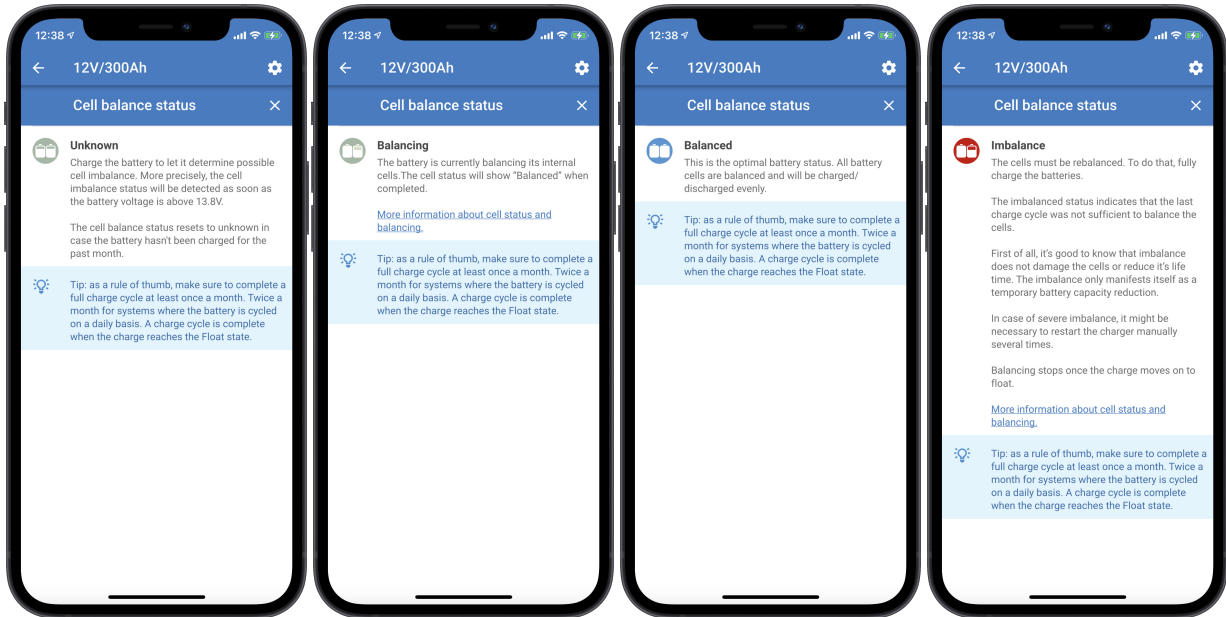 12:38
12V/300Ah
Cell balance status
Unknown
Charge the battery to let it determine possible
cell imbalance. More precisely, the cell
imbalance status will be detected as soon as
the battery voltage is above 13.8V.
The cell balance status resets to unknown in
case the battery hasn't been charged for the
past month.
Tip: as a rule of thumb, make sure to complete a
full charge cycle at least once a month. Twice a
month for systems where the battery is cycled
on a daily basis. A charge cycle is complete
when the charge reaches the Float state.
12:38
12V/300Ah
Cell balance status
Balancing
The battery is currently balancing its internal
cells.The cell status will show “Balanced” when
completed.
More information about cell status and
balancing.
Tip: as a rule of thumb, make sure to complete a
full charge cycle at least once a month. Twice a
month for systems where the battery is cycled
on a daily basis. A charge cycle is complete
when the charge reaches the Float state.
12:38
12V/300Ah
Cell balance status
Balanced
This is the optimal battery status. All battery
cells are balanced and will be charged/
discharged evenly.
Tip: as a rule of thumb, make sure to complete a
full charge cycle at least once a month. Twice a
month for systems where the battery is cycled
on a daily basis. A charge cycle is complete
when the charge reaches the Float state.
12:38
12V/300Ah
Cell balance status
Imbalance
The cells must be rebalanced. To do that, fully
charge the batteries.
The imbalanced status indicates that the last
charge cycle was not sufficient to balance the
cells.
First of all, it’s good to know that imbalance
does not damage the cells or reduce it’s life
time. The imbalance only manifests itself as a
temporary battery capacity reduction.
In case of severe imbalance, it might be
necessary to restart the charger manually
several times.
Balancing stops once the charge moves on to
float.
More information about cell status and
balancing.
Tip: as a rule of thumb, make sure to complete a
full charge cycle at least once a month. Twice a
month for systems where the battery is cycled
on a daily basis. A charge cycle is complete
when the charge reaches the Float state.